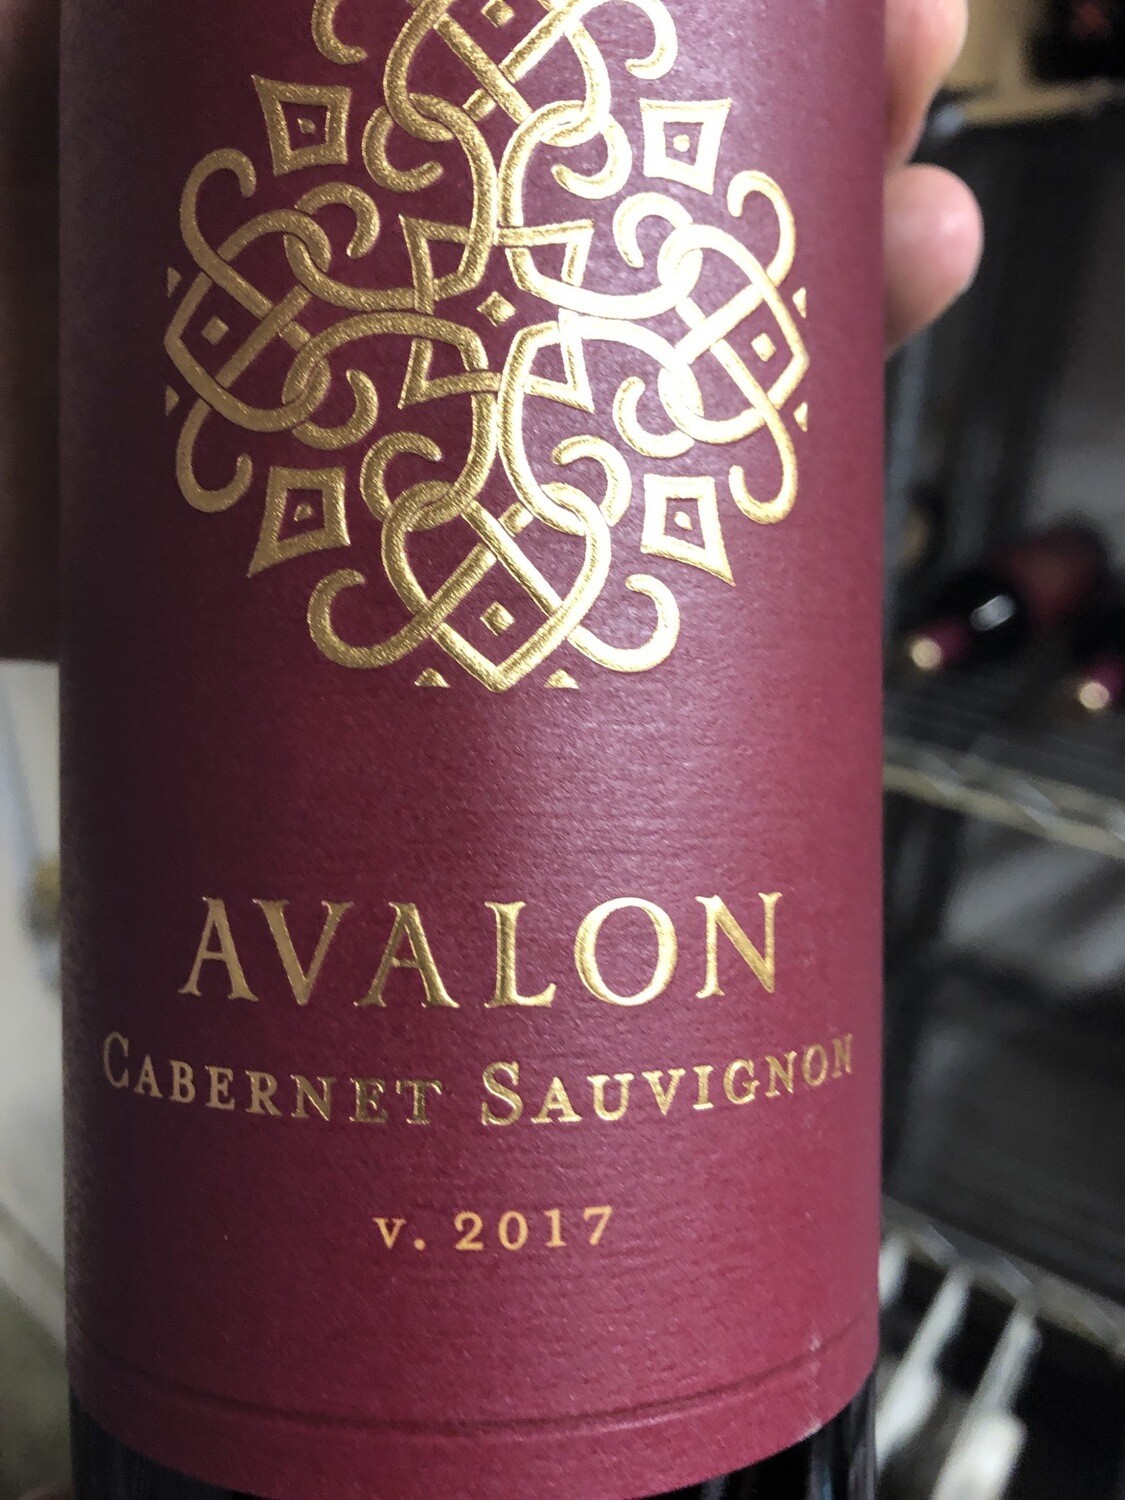 AVALON
CABERNET SAUVIGNON
v. 2017